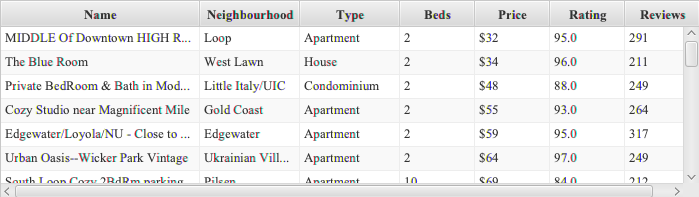 Name Neighbourhood Type Beds Price Rating Reviews
MIDDLE Of Downtown HIGH R... Loop Apartment 2 $32 95.0 291
The Blue Room West Lawn House 2 $34 96.0 211
Private BedRoom & Bath in Mod... Little Italy/UIC Condominium 2 $48 88.0 249
Cozy Studio near Magnificent Mile Gold Coast Apartment 2 $55 93.0 264
Edgewater/Loyola/NU - Close to ... Edgewater Apartment 2 $59 95.0 317
Urban Oasis--Wicker Park Vintage Ukrainian Vill... Apartment 2 $64 97.0 249
South Loop Cozy 2BdRm parking Pilsen Apartment 10 $69 84.0 212